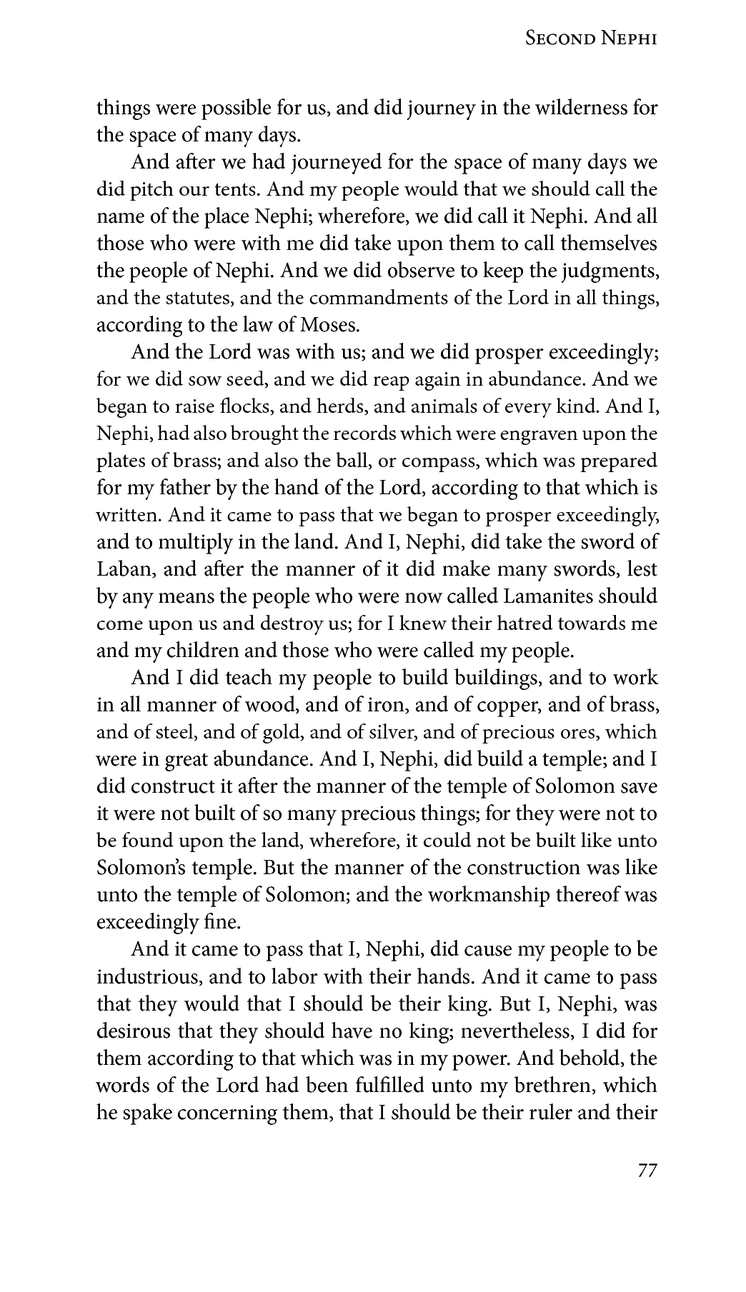 Second Nephi
things were possible for us, and did journey in the wilderness for
the space of many days.
And after we had journeyed for the space of many days we
did pitch our tents. And my people would that we should call the
name of the place Nephi; wherefore, we did call it Nephi. And all
those who were with me did take upon them to call themselves
the people of Nephi. And we did observe to keep the judgments,
and the statutes, and the commandments of the Lord in all things,
according to the law of Moses.
And the Lord was with us; and we did prosper exceedingly;
for we did sow seed, and we did reap again in abundance. And we
began to raise flocks, and herds, and animals of every kind. And I,
Nephi, had also brought the records which were engraven upon the
plates of brass; and also the ball, or compass, which was prepared
for my father by the hand of the Lord, according to that which is
written. And it came to pass that we began to prosper exceedingly,
and to multiply in the land. And I, Nephi, did take the sword of
Laban, and after the manner of it did make many swords, lest
by any means the people who were now called Lamanites should
come upon us and destroy us; for I knew their hatred towards me
and my children and those who were called my people.
And I did teach my people to build buildings, and to work
in all manner of wood, and of iron, and of copper, and of brass,
and of steel, and of gold, and of silver, and of precious ores, which
were in great abundance. And I, Nephi, did build a temple; and I
did construct it after the manner of the temple of Solomon save
it were not built of so many precious things; for they were not to
be found upon the land, wherefore, it could not be built like unto
Solomon’s temple. But the manner of the construction was like
unto the temple of Solomon; and the workmanship thereof was
exceedingly fine.
And it came to pass that I, Nephi, did cause my people to be
industrious, and to labor with their hands. And it came to pass
that they would that I should be their king. But I, Nephi, was
desirous that they should have no king; nevertheless, I did for
them according to that which was in my power. And behold, the
words of the Lord had been fulfilled unto my brethren, which
he spake concerning them, that I should be their ruler and their
77